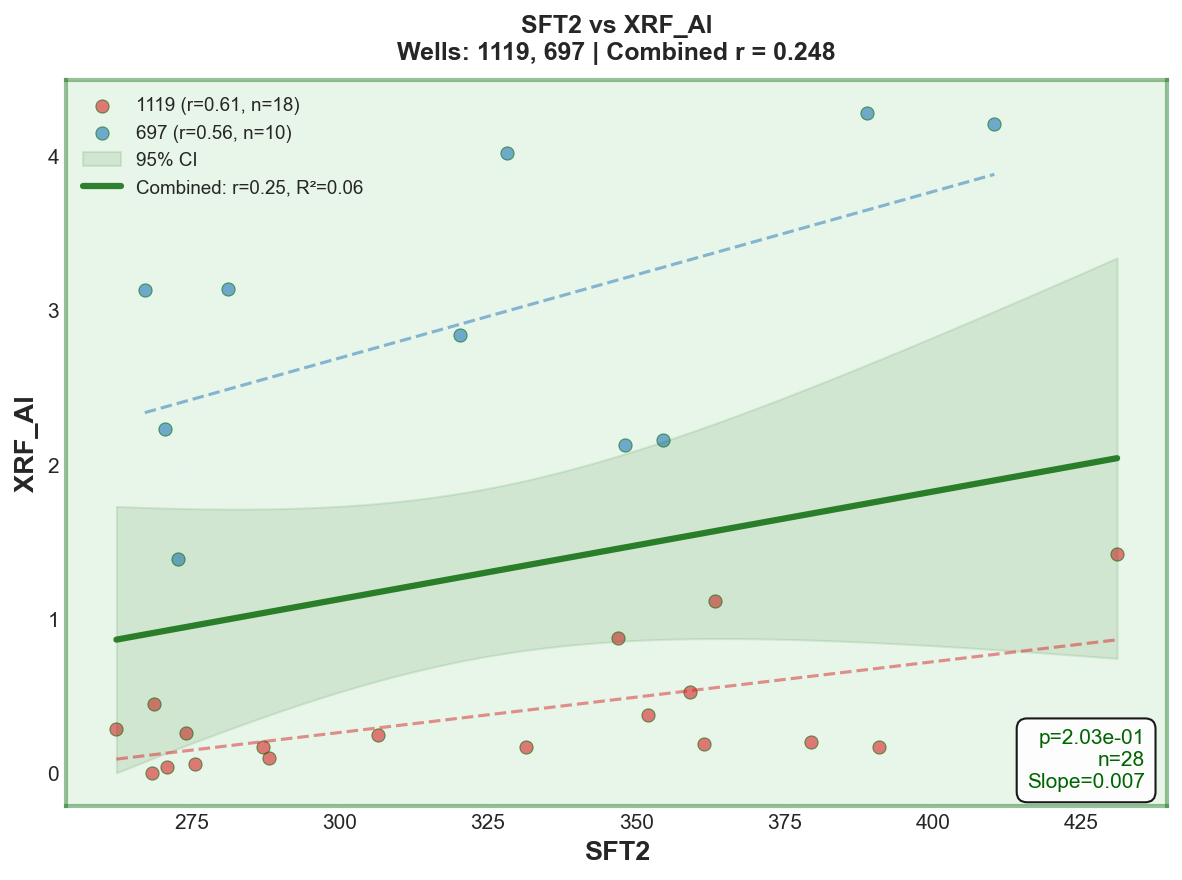 SFT2 vs XRF_Al
Wells: 1119, 697 | Combined r = 0.248
1119 (r=0.61, n=18)
697 (r=0.56, n=10)
95% CI
Combined: r=0.25, R²=0.06
XRF_Al
4
3
2
1
0
p=2.03e-01
n=28
Slope=0.007
275 300 325 350 375 400 425
SFT2